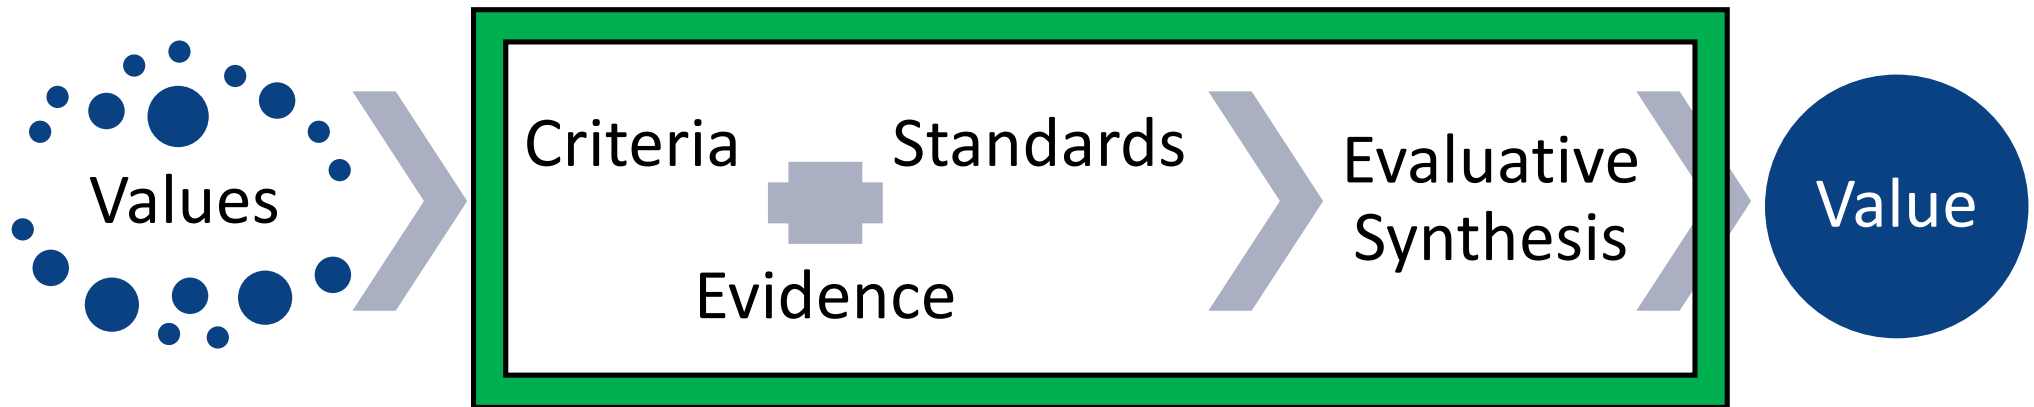 Values
Criteria
Standards
Evidence
Evaluative
Synthesis
Value